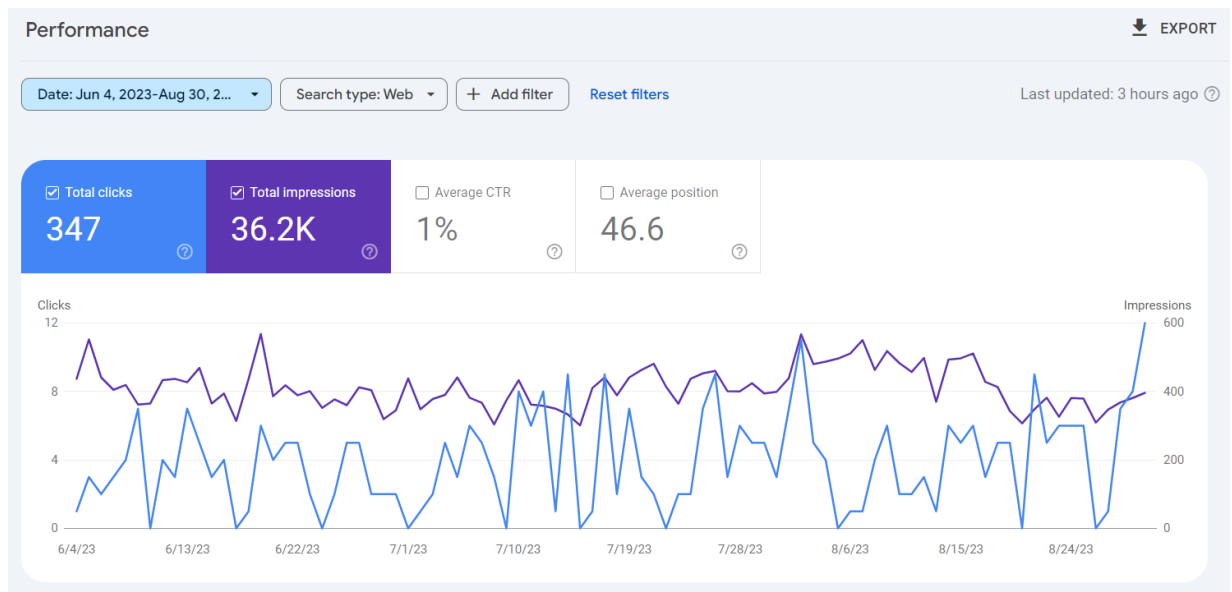 Performance
EXPORT
Date: Jun 4, 2023-Aug 30, 2...
Search type: Web
+ Add filter
Reset filters
Last updated: 3 hours ago
Total clicks
347
Total impressions
36.2K
Average CTR
1%
Average position
46.6
Clicks
Impressions
12
600
8
400
4
200
0
0
6/4/23 6/13/23 6/22/23 7/1/23 7/10/23 7/19/23 7/28/23 8/6/23 8/15/23 8/24/23